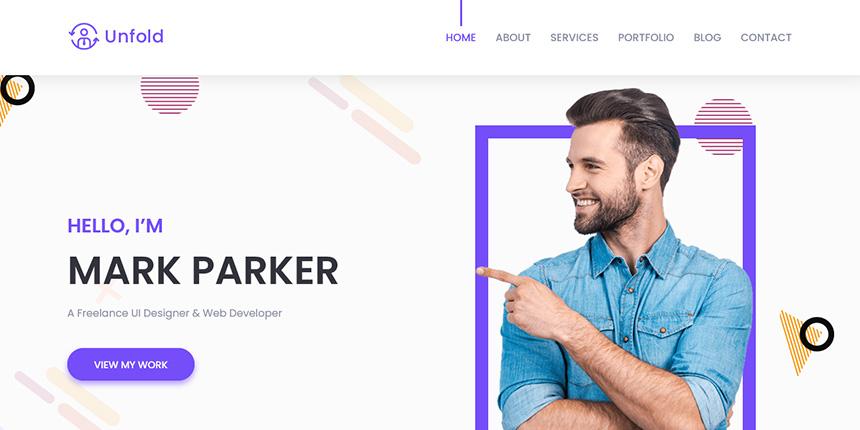 Unfold
HOME ABOUT SERVICES PORTFOLIO BLOG CONTACT
HELLO, I'M
MARK PARKER
A Freelance UI Designer & Web Developer
VIEW MY WORK